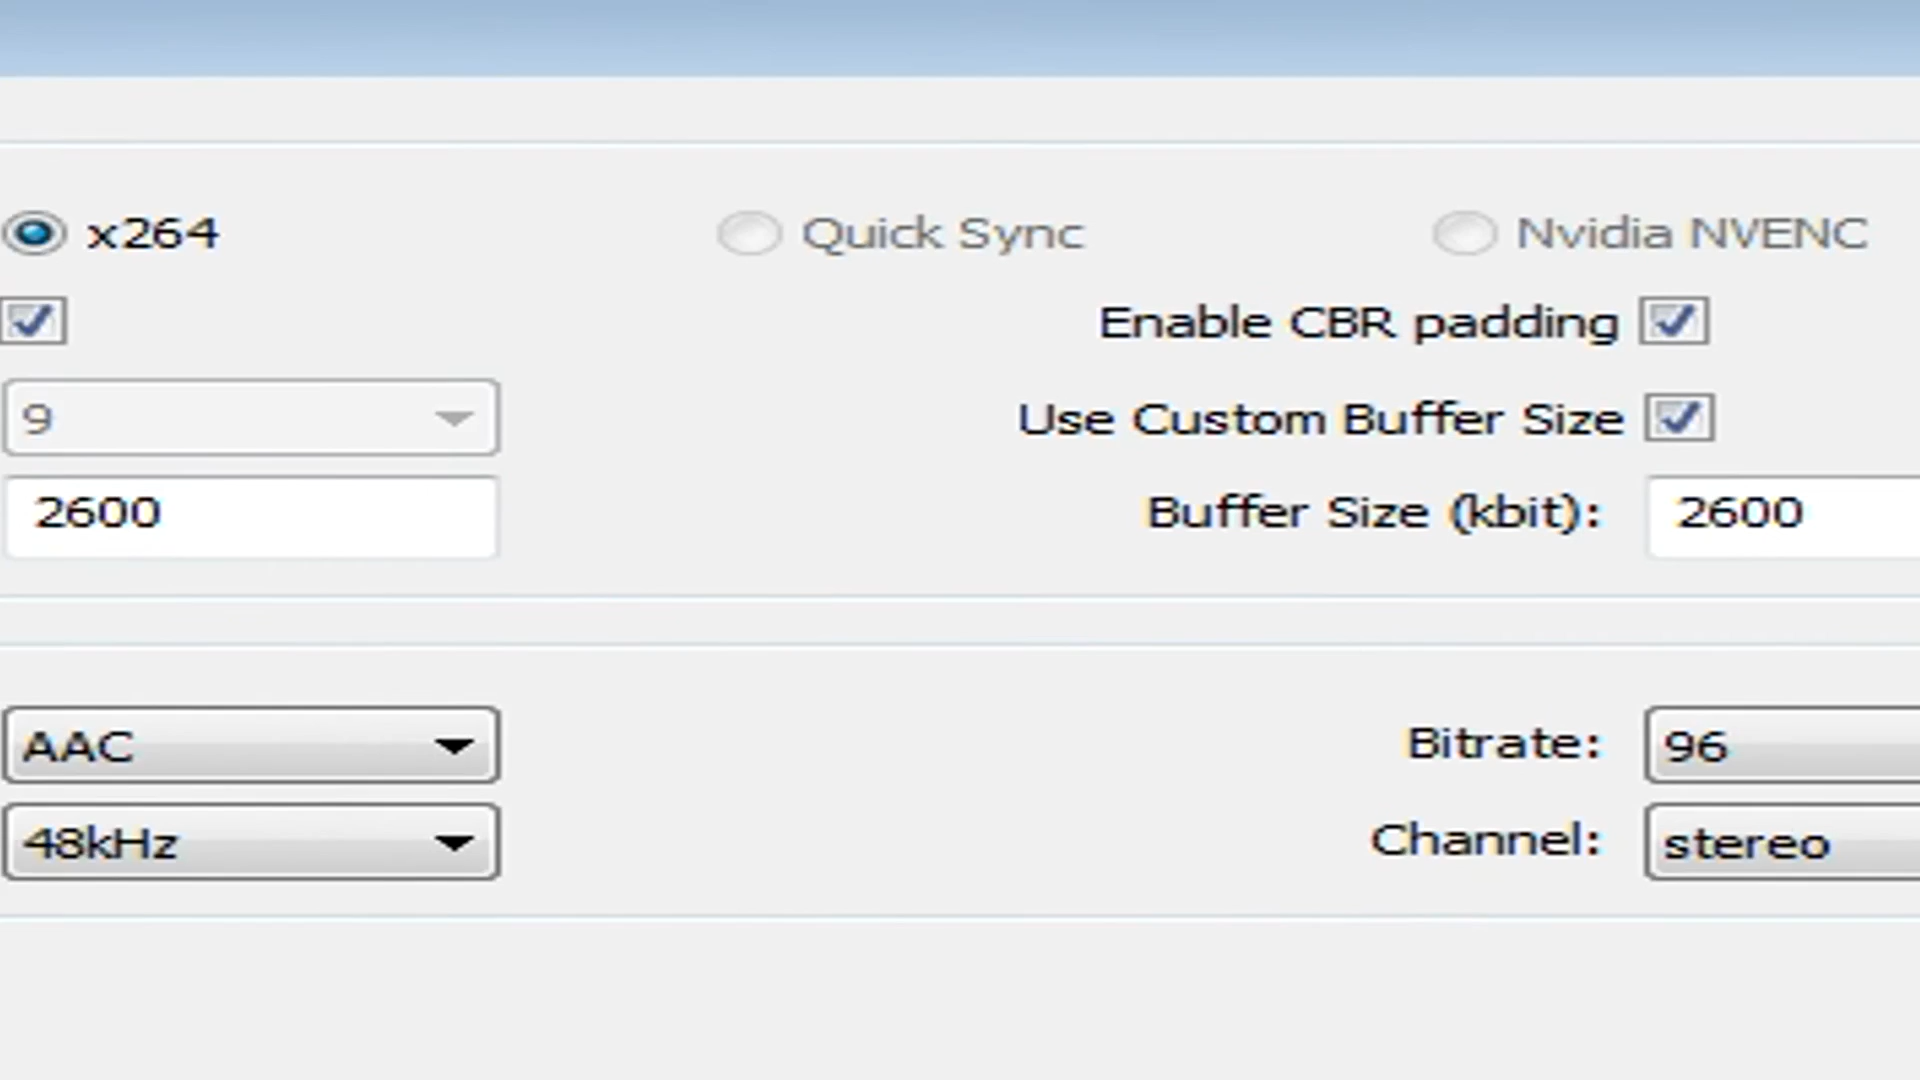 x264 Quick Sync Nvidia NVENC
Enable CBR padding
9 Use Custom Buffer Size
2600 Buffer Size (kbit): 2600
AAC Bitrate: 96
48kHz Channel: stereo